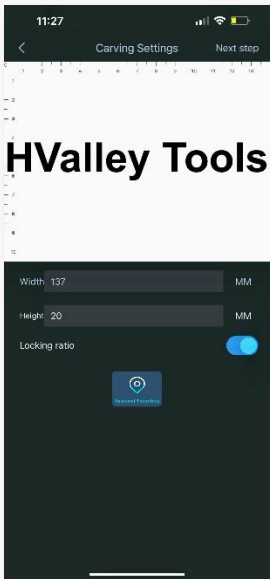 11:27
Carving Settings
Next step
HValley Tools
Width 137 MM
Height 20 MM
Locking ratio